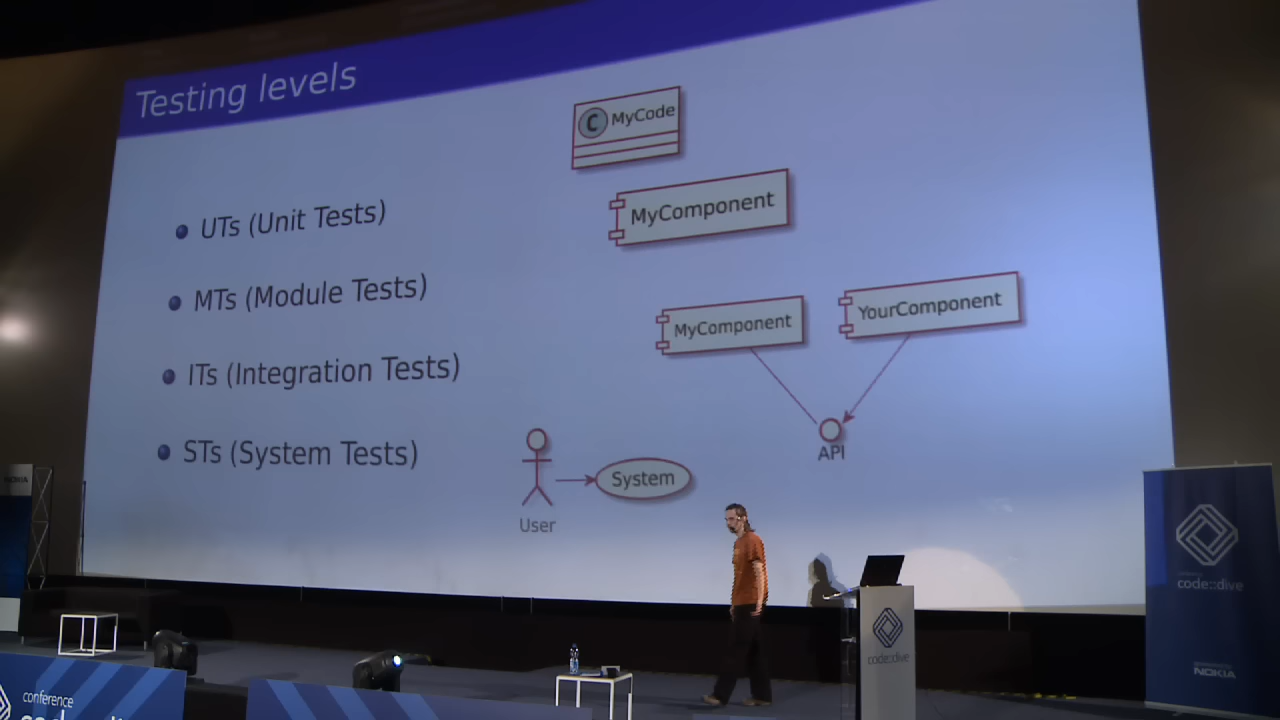 Testing levels
C MyCode
UTs (Unit Tests)
MyComponent
MTs (Module Tests)
MyComponent
YourComponent
ITs (Integration Tests)
API
STs (System Tests)
System
User
NOKIA
code::dive
code::dive
NOKIA
conference